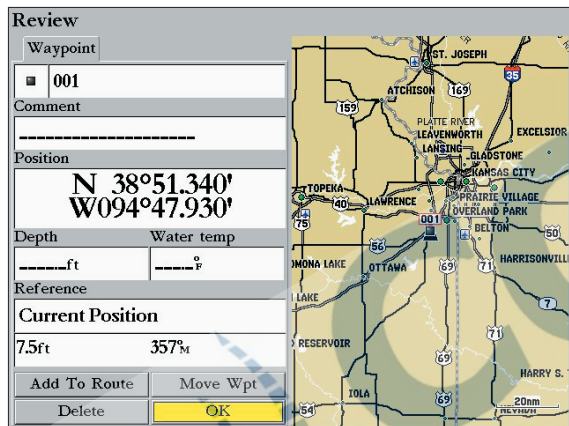 Review
Waypoint
001
Comment
Position
N 38°51.340'
W094°47.930'
Depth
Water temp
ft
°F
Reference
Current Position
7.5ft
357°M
Add To Route
Move Wpt
Delete
OK
ST. JOSEPH
35
ATCHISON
169
159
PLATTE RIVER
LEAVENWORTH
EXCELSIOR
LANSING
GLADSTONE
KANSAS CITY
TOPEKA
40
LAWRENCE
PRAIRIE VILLAGE
OVERLAND PARK
001
75
BELTON
50
56
OMONA LAKE
OTTAWA
69
71
HARRISONVILL
LAKE
7
71
RESERVOIR
69
HARRY S.
IOLA
69
20nm
54
NEVADA